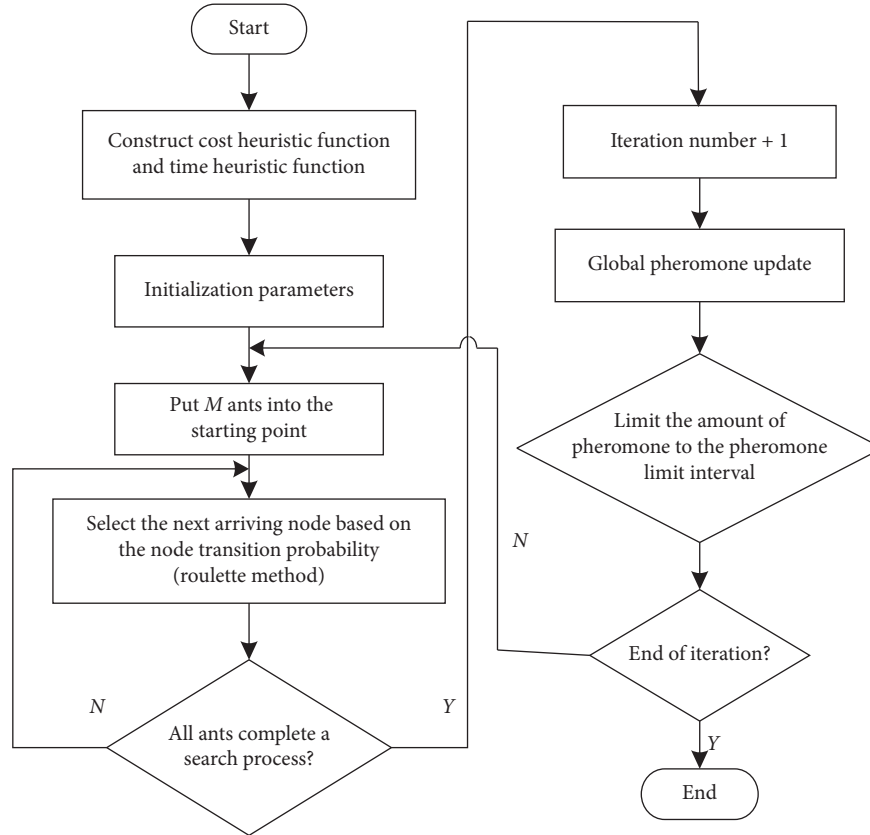 Start
Construct cost heuristic function
and time heuristic function
Initialization parameters
Put M ants into the
starting point
Select the next arriving node based on
the node transition probability
(roulette method)
N
All ants complete a
search process?
Y
Iteration number + 1
Global pheromone update
Limit the amount of
pheromone to the pheromone
limit interval
N
End of iteration?
Y
End